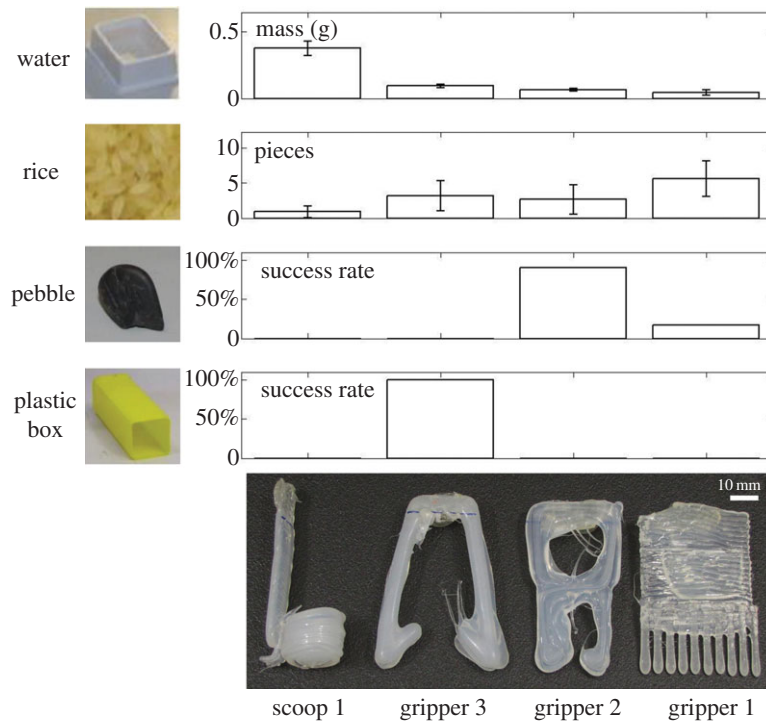 water
mass (g)
0.5
0
rice
pieces
10
5
0
pebble
success rate
100%
50%
0
plastic
box
success rate
100%
50%
0
10 mm
scoop 1 gripper 3 gripper 2 gripper 1